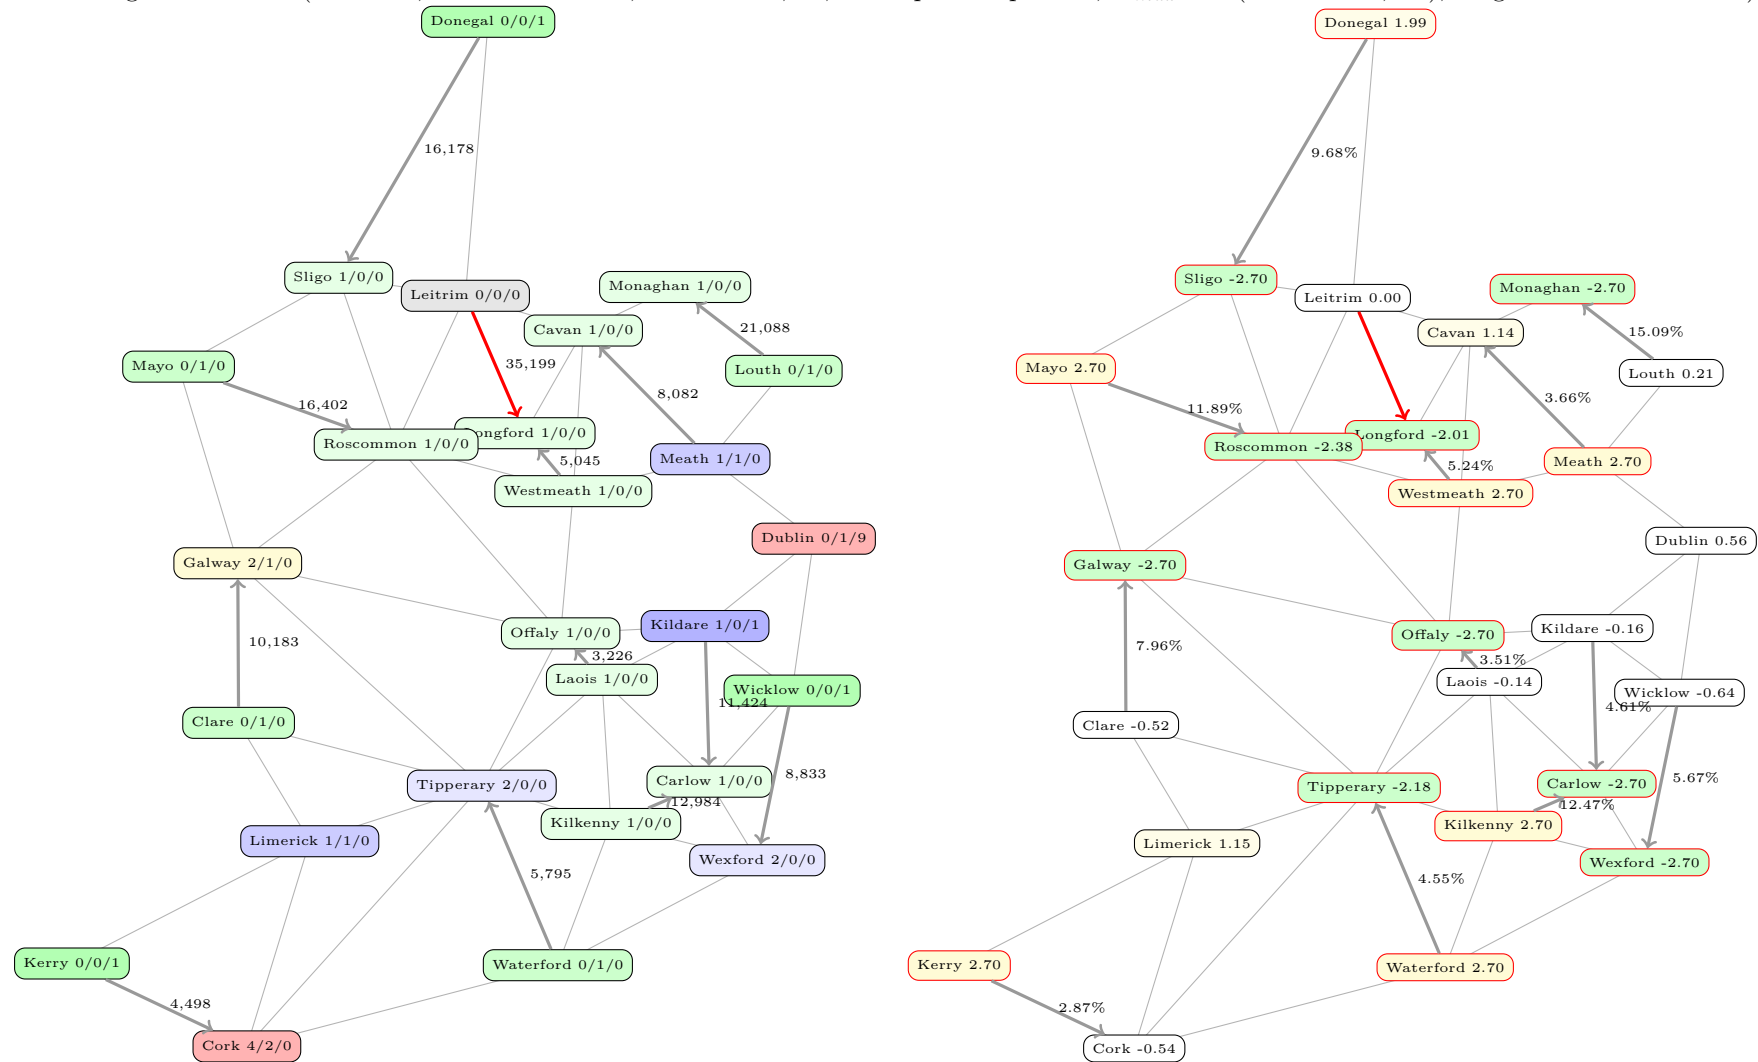 Donegal 0/0/1
16,178
Sligo 1/0/0
Leitrim 0/0/0
Monaghan 1/0/0
Cavan 1/0/0
21,088
Mayo 0/1/0
35,199
Louth 0/1/0
8,082
16,402
Longford 1/0/0
Roscommon 1/0/0
5,045
Meath 1/1/0
Westmeath 1/0/0
Dublin 0/1/9
Galway 2/1/0
Offaly 1/0/0
Kildare 1/0/1
10,183
3,226
Laois 1/0/0
Wicklow 0/0/1
11,424
Clare 0/1/0
Tipperary 2/0/0
Carlow 1/0/0
8,833
12,984
Kilkenny 1/0/0
Limerick 1/1/0
Wexford 2/0/0
5,795
Kerry 0/0/1
Waterford 0/1/0
4,498
Cork 4/2/0
Donegal 1.99
9.68%
Sligo -2.70
Leitrim 0.00
Monaghan -2.70
Cavan 1.14
15.09%
Mayo 2.70
Louth 0.21
3.66%
11.89%
Longford -2.01
Roscommon -2.38
5.24%
Meath 2.70
Westmeath 2.70
Dublin 0.56
Galway -2.70
Offaly -2.70
Kildare -0.16
7.96%
3.51%
Laois -0.14
Wicklow -0.64
4.61%
Clare -0.52
Tipperary -2.18
Carlow -2.70
5.67%
12.47%
Kilkenny 2.70
Limerick 1.15
Wexford -2.70
4.55%
Kerry 2.70
Waterford 2.70
2.87%
Cork -0.54